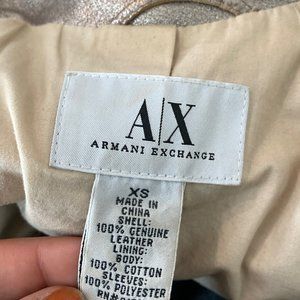 A|X
ARMANI EXCHANGE
XS
MADE IN
CHINA
SHELL:
100% GENUINE
LEATHER
LINING:
BODY:
100% COTTON
SLEEVES:
100% POLYESTER